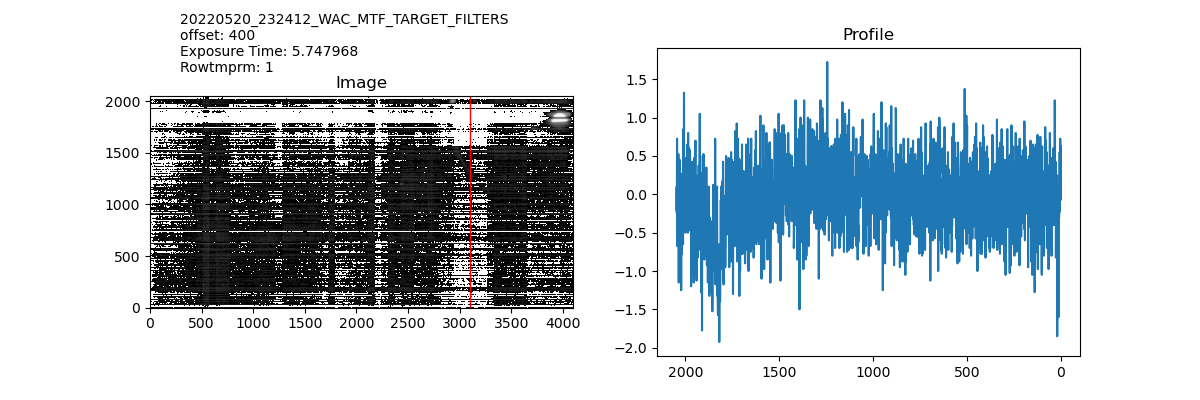 20220520_232412_WAC_MTF_TARGET_FILTERS
offset: 400
Exposure Time: 5.747968
Rowtmprm: 1
Image
2000
1500
1000
500
0
0 500 1000 1500 2000 2500 3000 3500 4000
Profile
1.5
1.0
0.5
0.0
−0.5
−1.0
−1.5
−2.0
2000 1500 1000 500 0